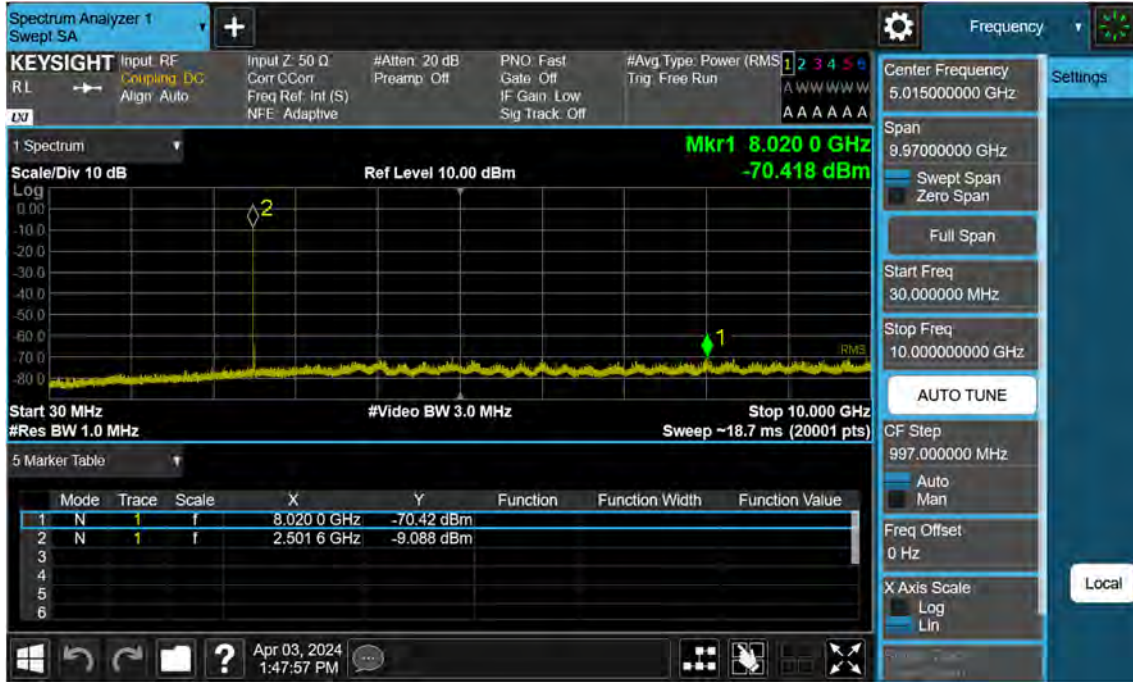 Spectrum Analyzer 1
Swept SA
Frequency
KEYSIGHT
RL
LXI
Input: RF
Coupling: DC
Align: Auto
Input Z: 50 Ω
Corr CCorr
Freq Ref: Int (S)
NFE: Adaptive
#Atten: 20 dB
Preamp: Off
PNO: Fast
Gate: Off
IF Gain: Low
Sig Track: Off
#Avg Type: Power (RMS
Trig: Free Run
1 2 3 4 5 6
A W W W W W
A A A A A A
1 Spectrum
Scale/Div 10 dB
Ref Level 10.00 dBm
Mkr1 8.020 0 GHz
-70.418 dBm
Log
0.00
-10.0
-20.0
-30.0
-40.0
-50.0
-60.0
-70.0
-80.0
2
1
RMS
Start 30 MHz
#Res BW 1.0 MHz
#Video BW 3.0 MHz
Stop 10.000 GHz
Sweep ~18.7 ms (20001 pts)
5 Marker Table
Mode Trace Scale X Y Function Function Width Function Value
1 N 1 f 8.020 0 GHz -70.42 dBm
2 N 1 f 2.501 6 GHz -9.088 dBm
3
4
5
6
Apr 03, 2024
1:47:57 PM
Center Frequency
5.015000000 GHz
Span
9.97000000 GHz
Swept Span
Zero Span
Full Span
Start Freq
30.000000 MHz
Stop Freq
10.000000000 GHz
AUTO TUNE
CF Step
997.000000 MHz
Auto
Man
Freq Offset
0 Hz
X Axis Scale
Log
Lin
Settings
Local